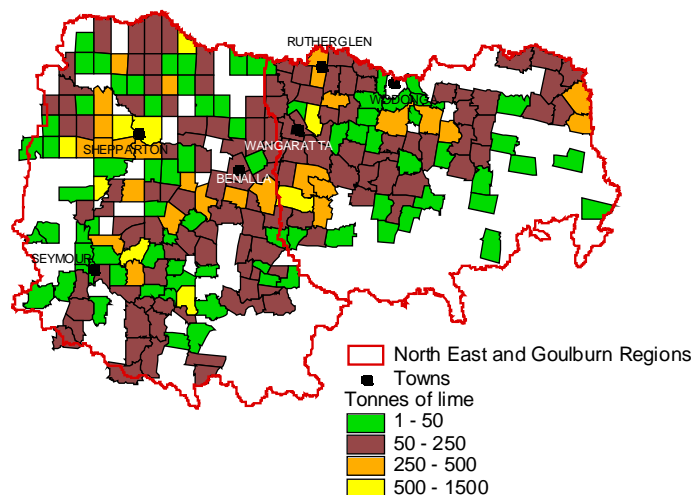 RUTHERGLEN
WODONGA
SHEPPARTON
WANGARATTA
BENALLA
SEYMOUR
North East and Goulburn Regions
Towns
Tonnes of lime
1 - 50
50 - 250
250 - 500
500 - 1500